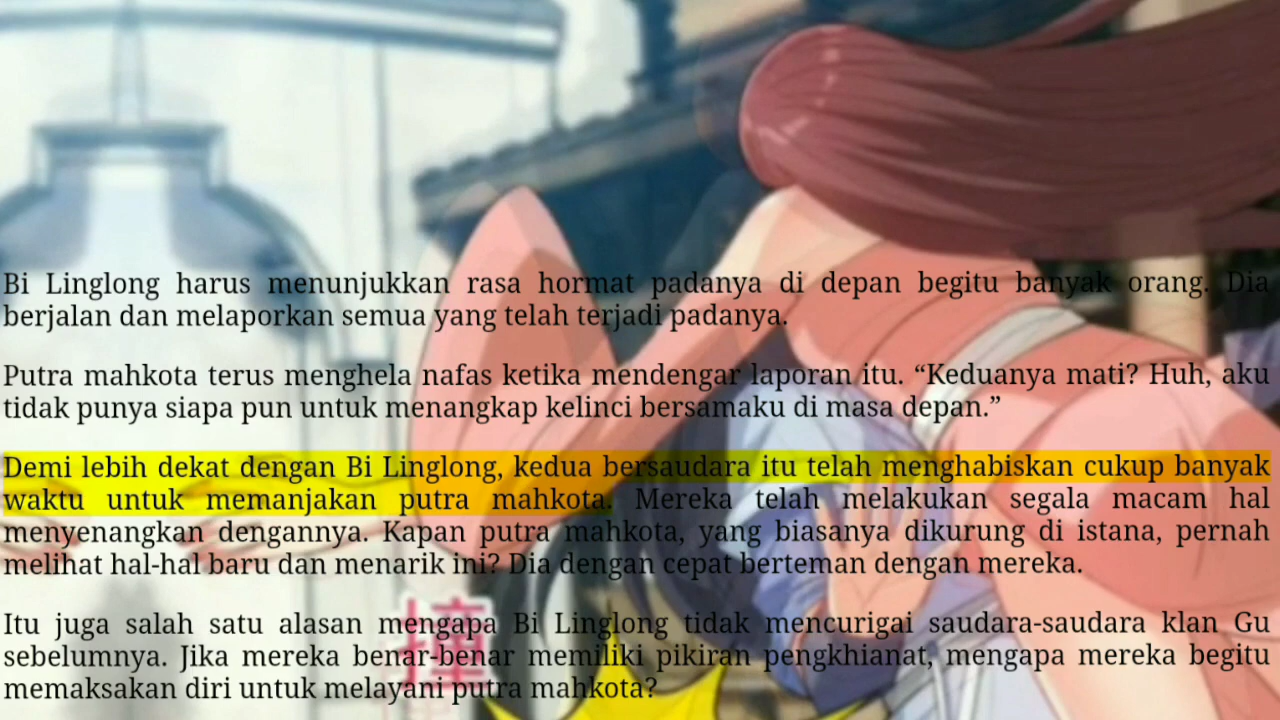 Bi Linglong harus menunjukkan rasa hormat padanya di depan begitu banyak orang. Dia
berjalan dan melaporkan semua yang telah terjadi padanya.
Putra mahkota terus menghela nafas ketika mendengar laporan itu. “Keduanya mati? Huh, aku
tidak punya siapa pun untuk menangkap kelinci bersamaku di masa depan.”
Demi lebih dekat dengan Bi Linglong, kedua bersaudara itu telah menghabiskan cukup banyak
waktu untuk memanjakan putra mahkota. Mereka telah melakukan segala macam hal
menyenangkan dengannya. Kapan putra mahkota, yang biasanya dikurung di istana, pernah
melihat hal-hal baru dan menarik ini? Dia dengan cepat berteman dengan mereka.
Itu juga salah satu alasan mengapa Bi Linglong tidak mencurigai saudara-saudara klan Gu
sebelumnya. Jika mereka benar-benar memiliki pikiran pengkhianat, mengapa mereka begitu
memaksakan diri untuk melayani putra mahkota?